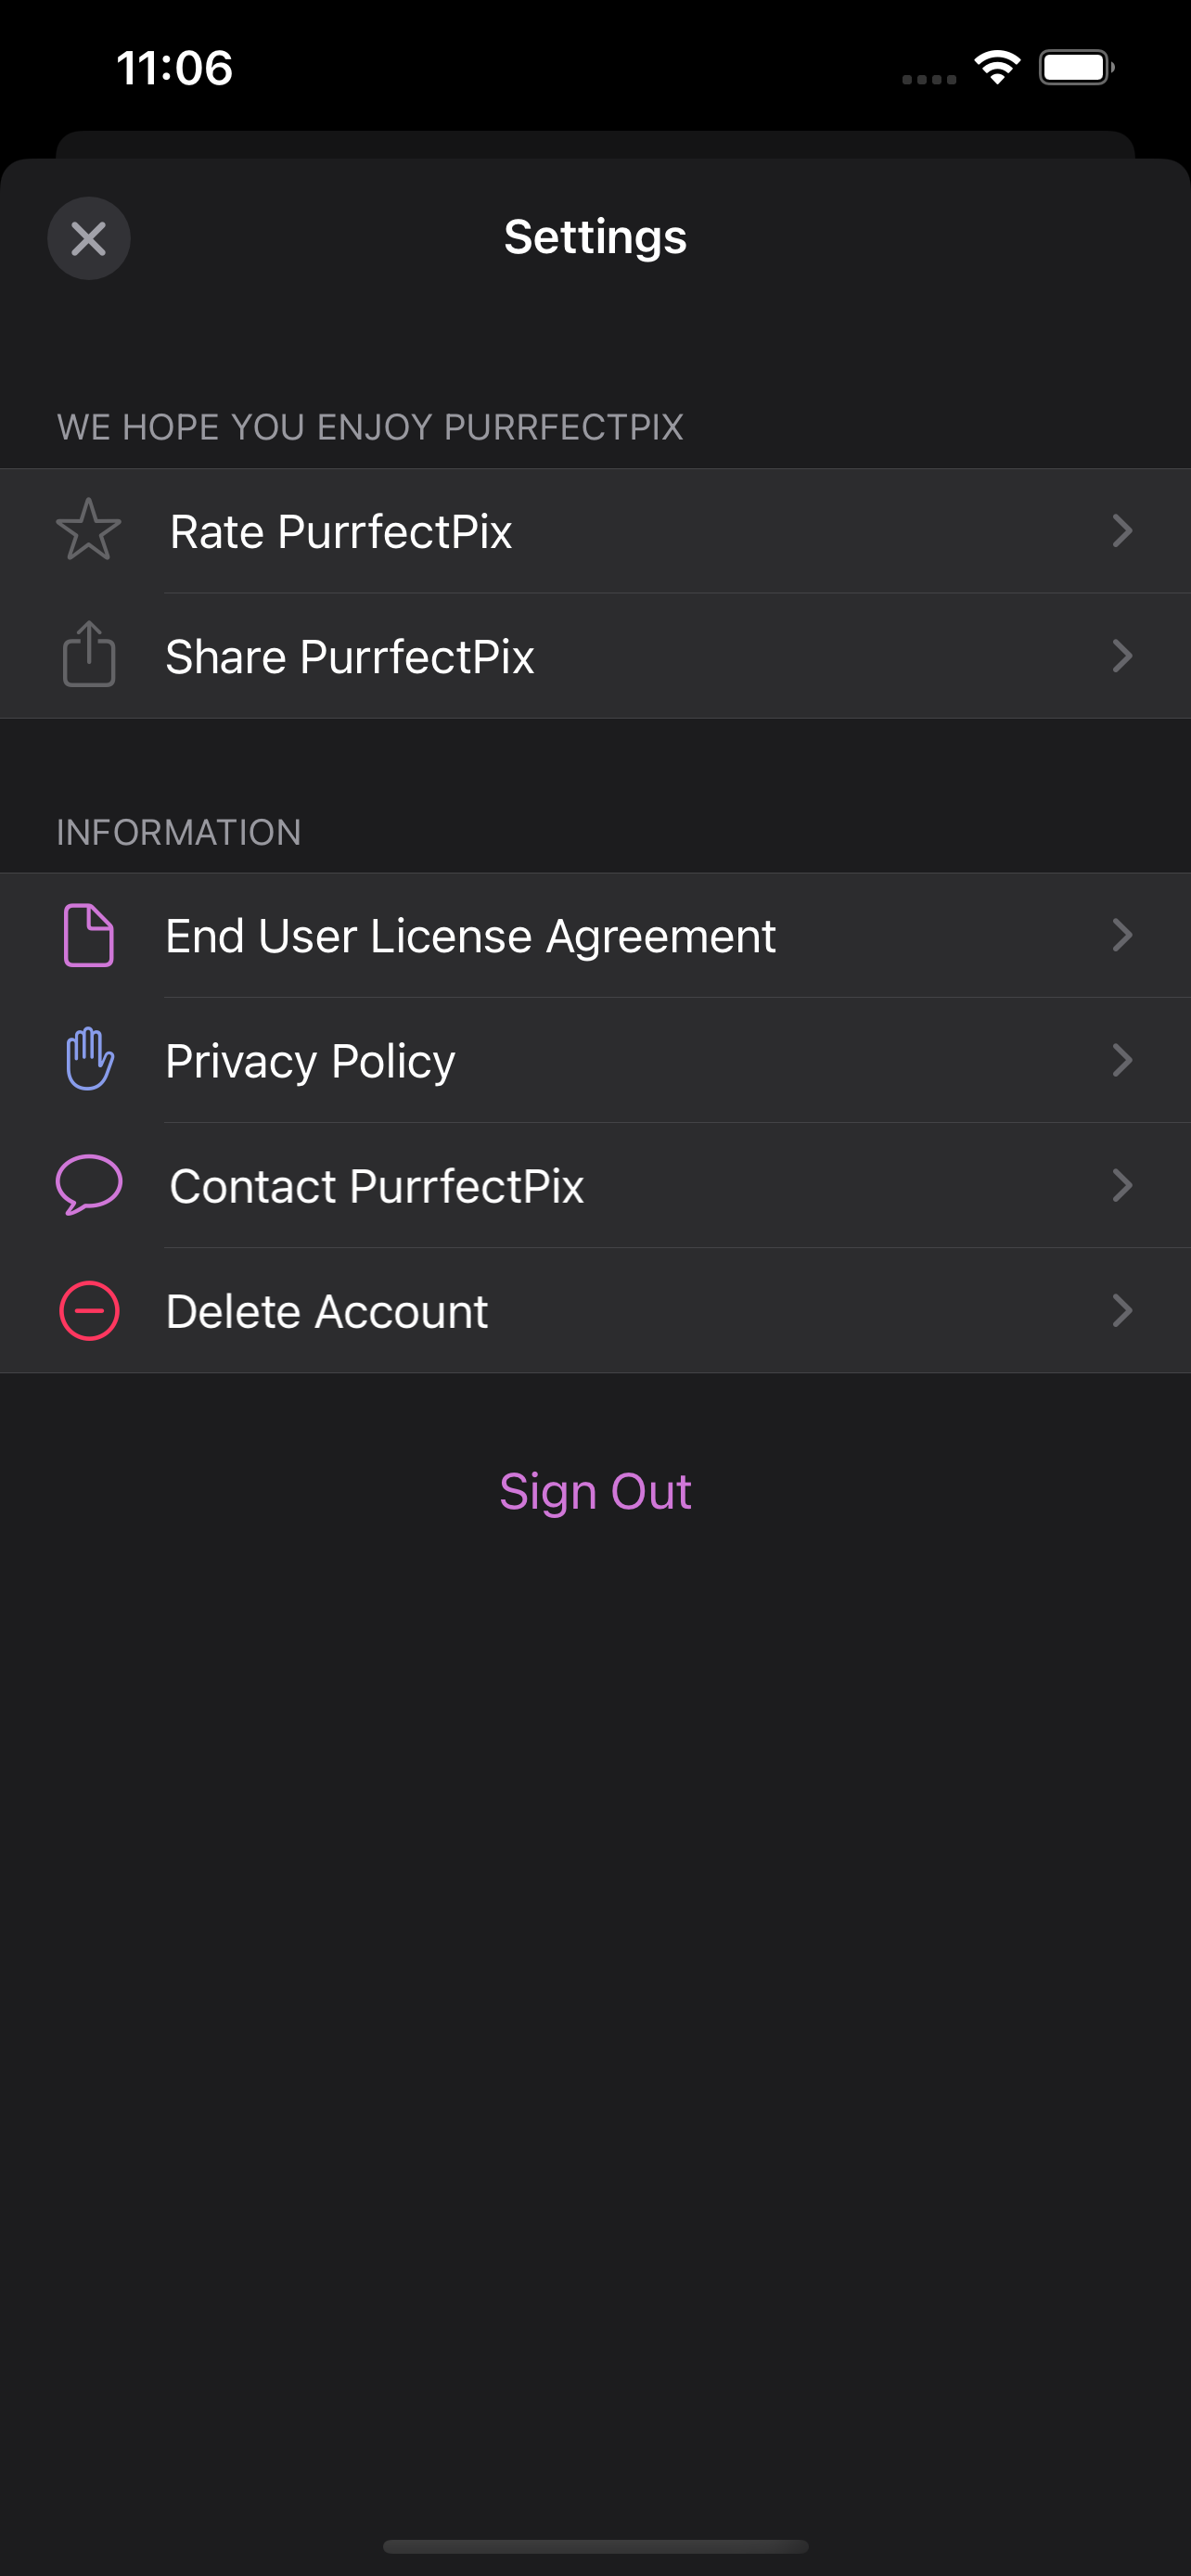 11:06
Settings
WE HOPE YOU ENJOY PURRFECTPIX
Rate PurrfectPix
Share PurrfectPix
INFORMATION
End User License Agreement
Privacy Policy
Contact PurrfectPix
Delete Account
Sign Out